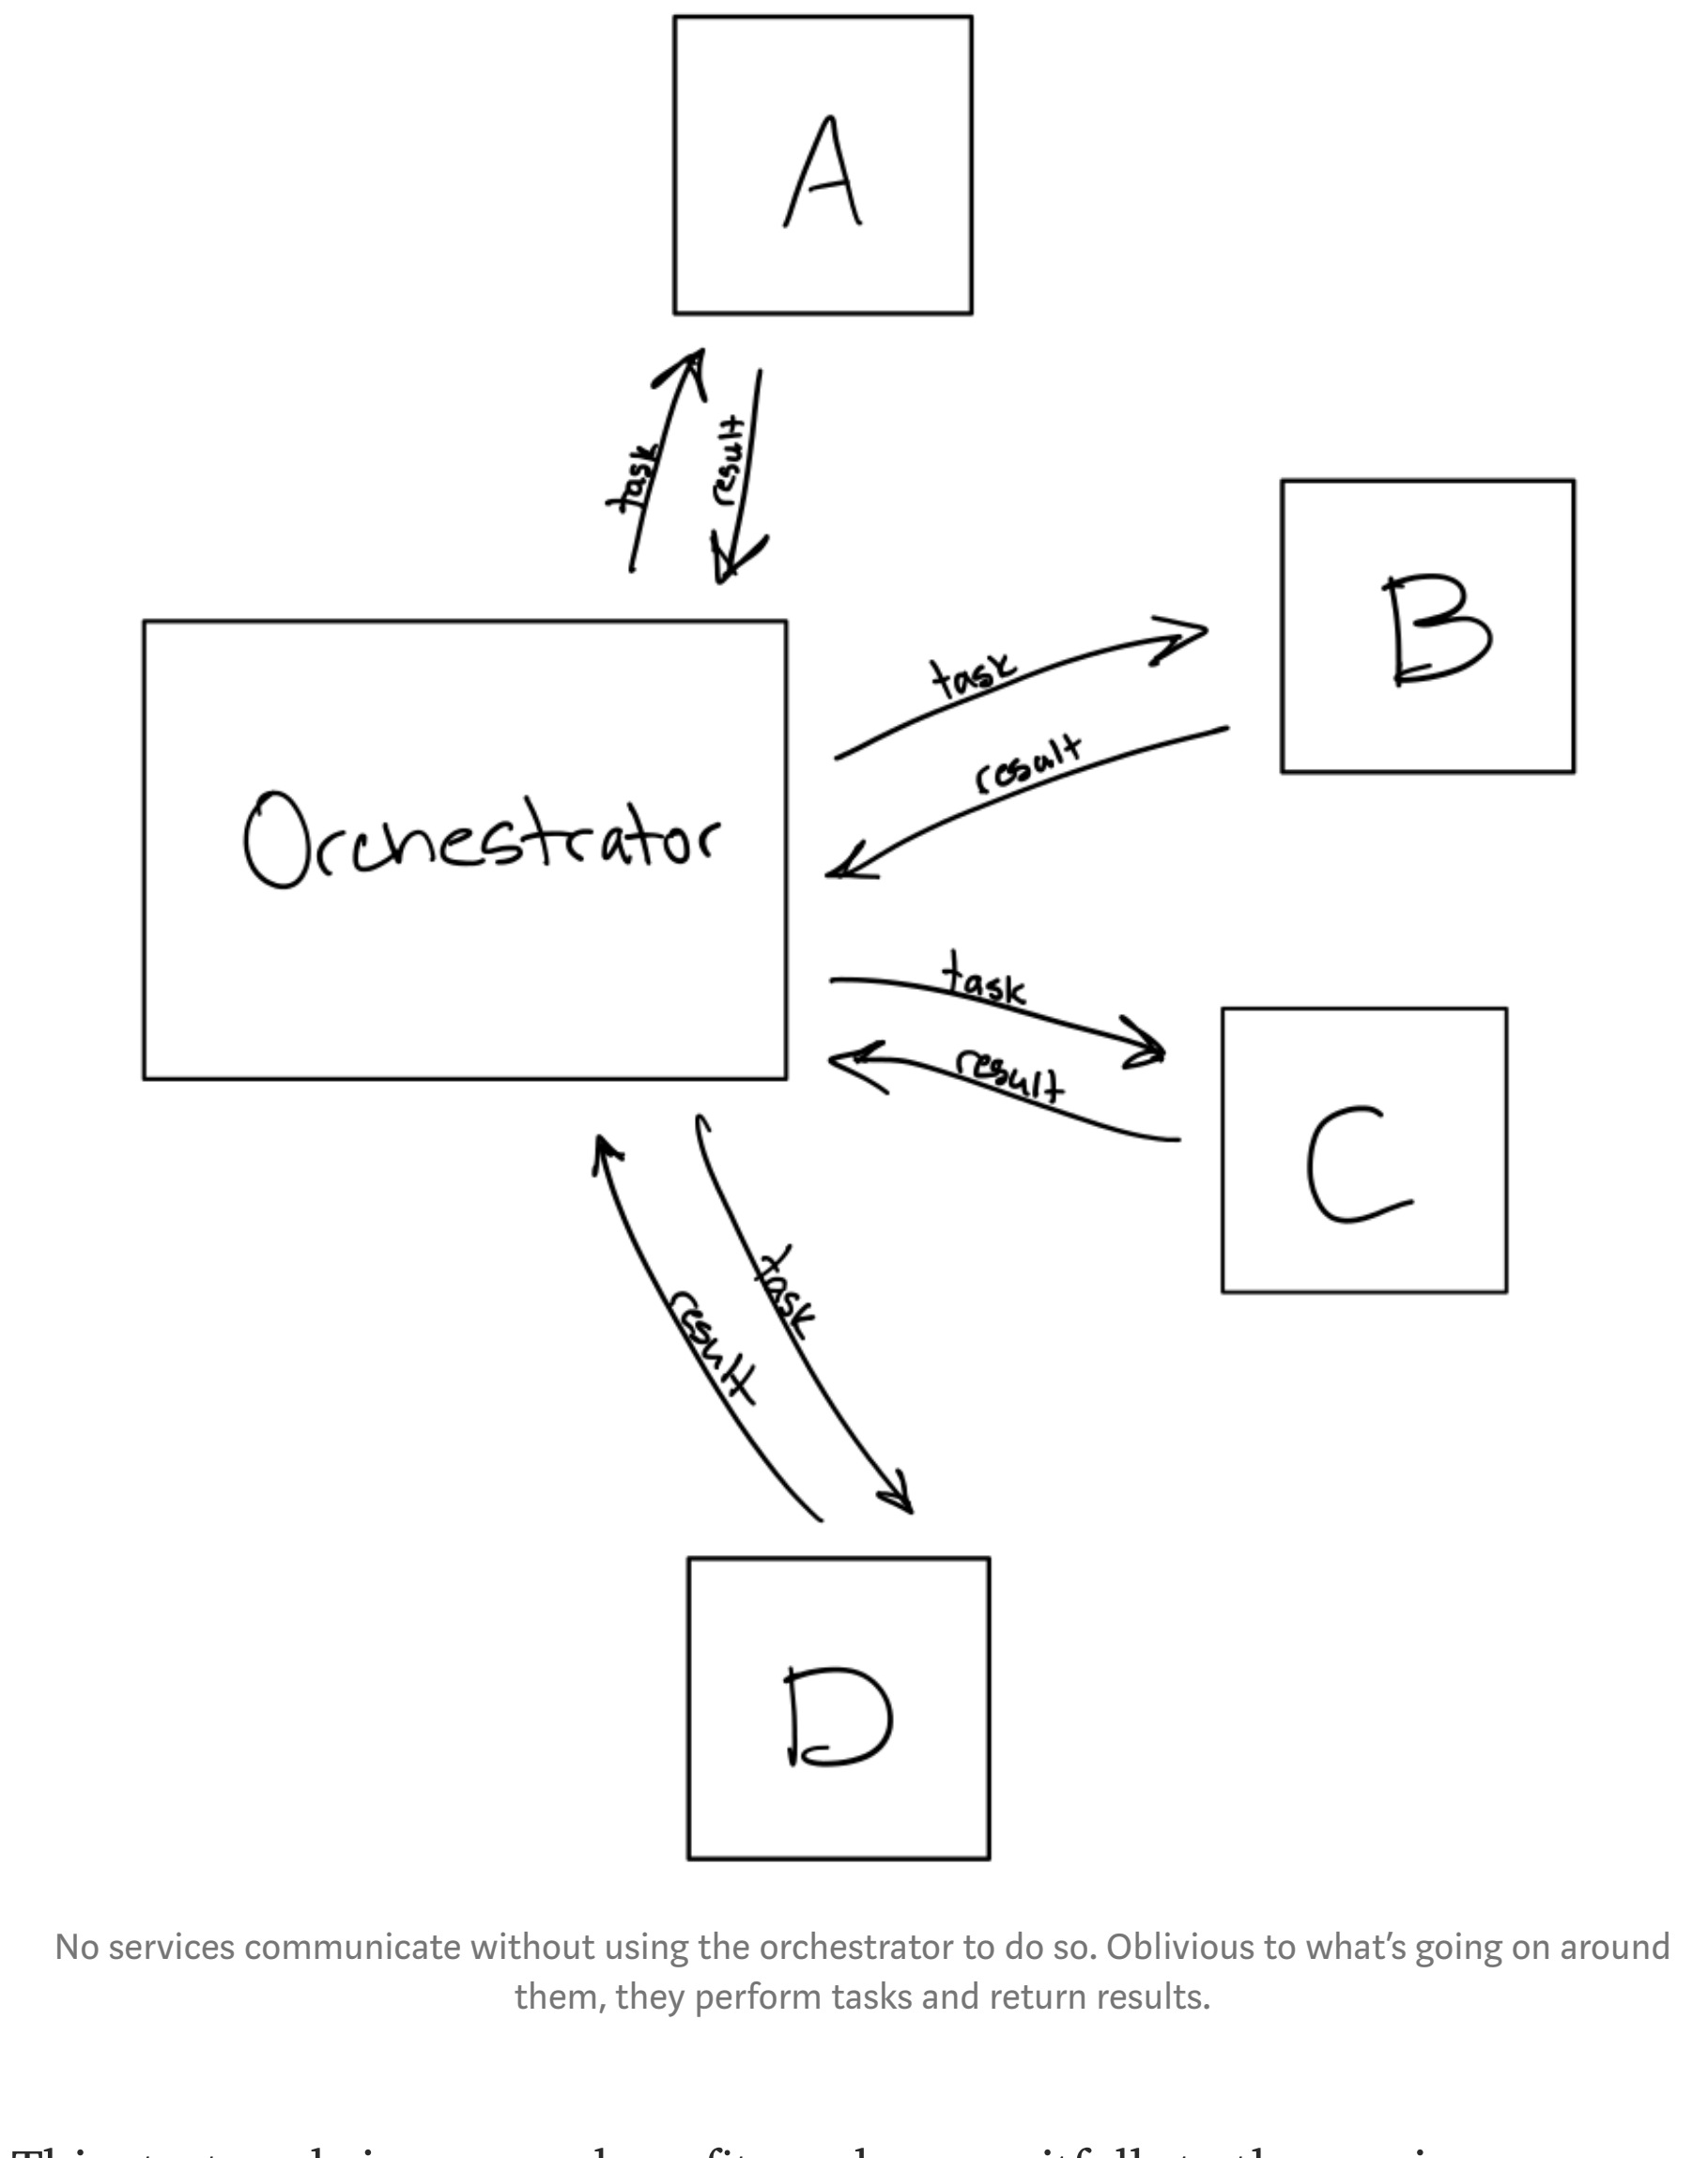 A
task
result
B
task
Orchestrator
result
task
result
C
task
result
D
No services communicate without using the orchestrator to do so. Oblivious to what’s going on around
them, they perform tasks and return results.